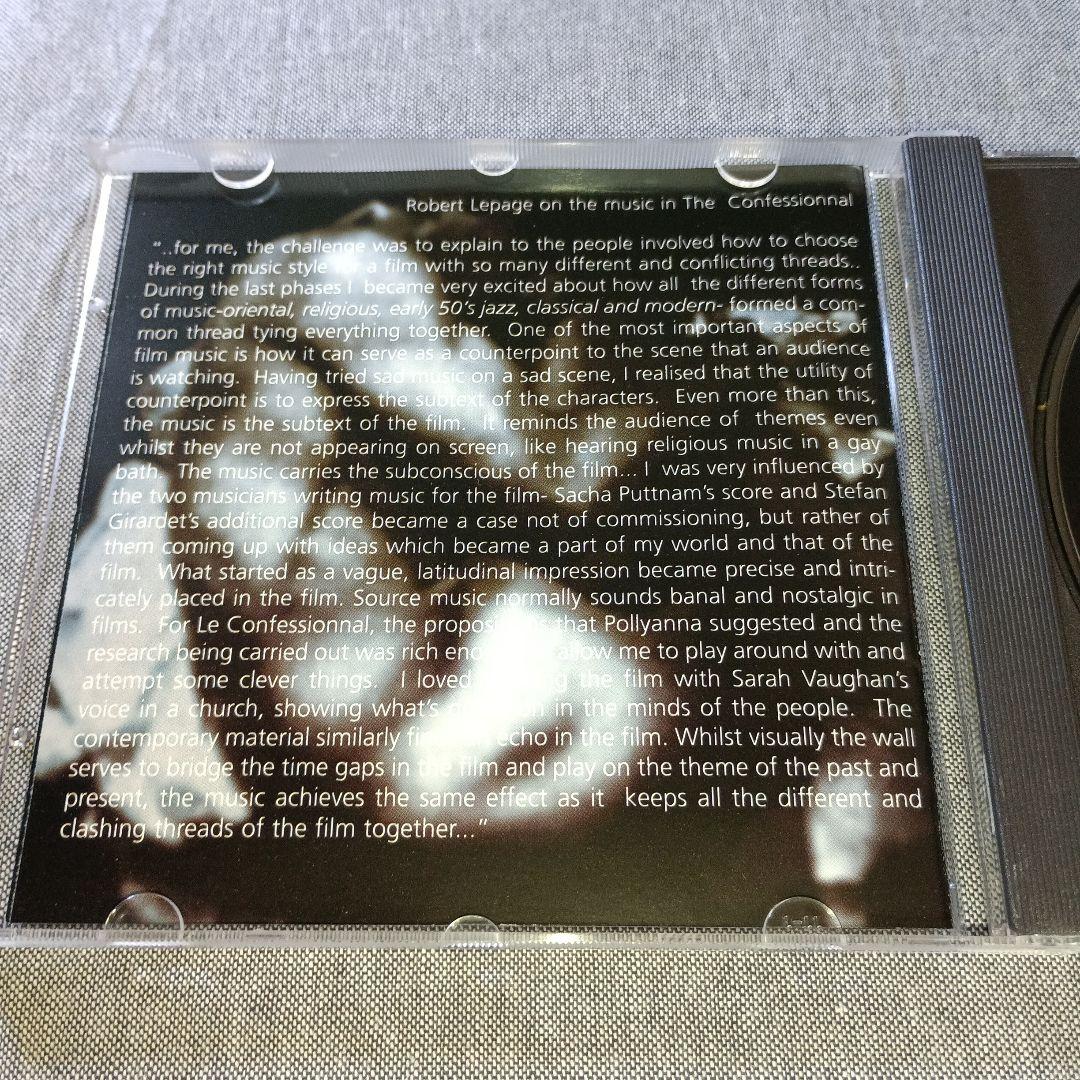 Robert Lepage on the music in The Confessionnal
"..for me, the challenge was to explain to the people involved how to choose
the right music style for a film with so many different and conflicting threads..
During the last phases I became very excited about how all the different forms
of music-oriental, religious, early 50's jazz, classical and modern- formed a com-
mon thread tying everything together. One of the most important aspects of
film music is how it can serve as a counterpoint to the scene that an audience
is watching. Having tried sad music on a sad scene, I realised that the utility of
counterpoint is to express the subtext of the characters. Even more than this,
the music is the subtext of the film. It reminds the audience of themes even
whilst they are not appearing on screen, like hearing religious music in a gay
bath. The music carries the subconscious of the film... I was very influenced by
the two musicians writing music for the film- Sacha Puttnam's score and Stefan
Girardet's additional score became a case not of commissioning, but rather of
them coming up with ideas which became a part of my world and that of the
film. What started as a vague, latitudinal impression became precise and intri-
cately placed in the film. Source music normally sounds banal and nostalgic in
films. For Le Confessionnal, the propositions that Pollyanna suggested and the
research being carried out was rich enough to allow me to play around with and
attempt some clever things. I loved the film with Sarah Vaughan's
voice in a church, showing what's in the minds of the people. The
contemporary material similarly echo in the film. Whilst visually the wall
serves to bridge the time gaps in the film and play on the theme of the past and
present, the music achieves the same effect as it keeps all the different and
clashing threads of the film together..."